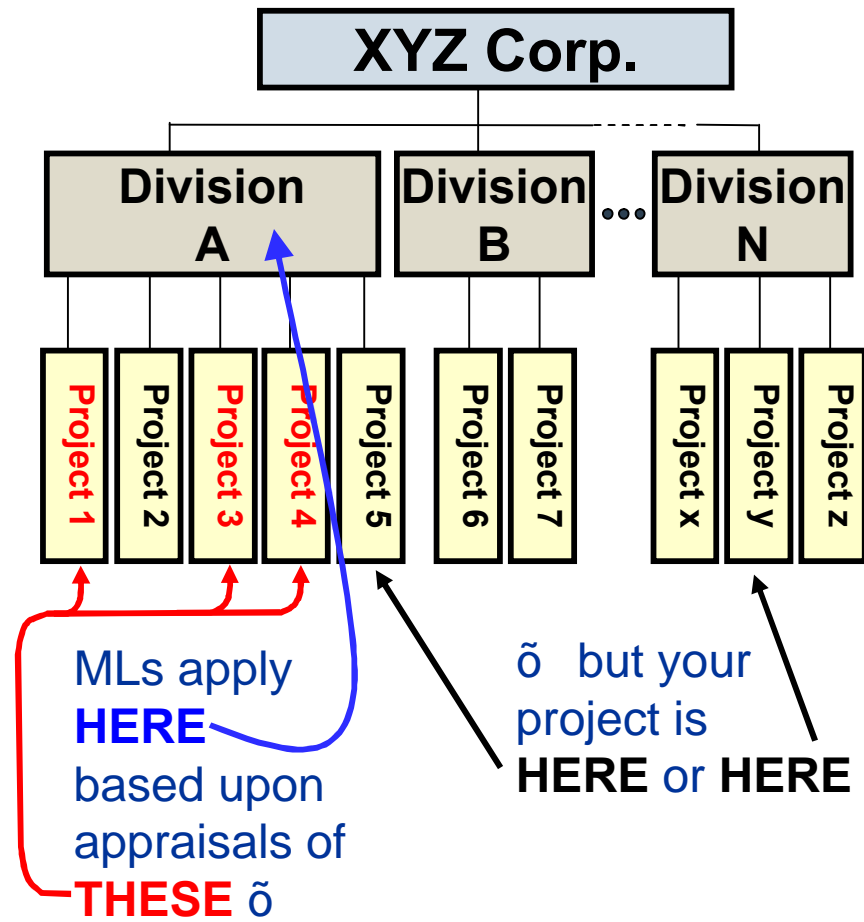 XYZ Corp.
Division
A
Division
B
Division
N
Project 1
Project 2
Project 3
Project 4
Project 5
Project 6
Project 7
Project x
Project y
Project z
MLs apply
HERE
based upon
appraisals of
THESE õ
õ but your
project is
HERE or HERE